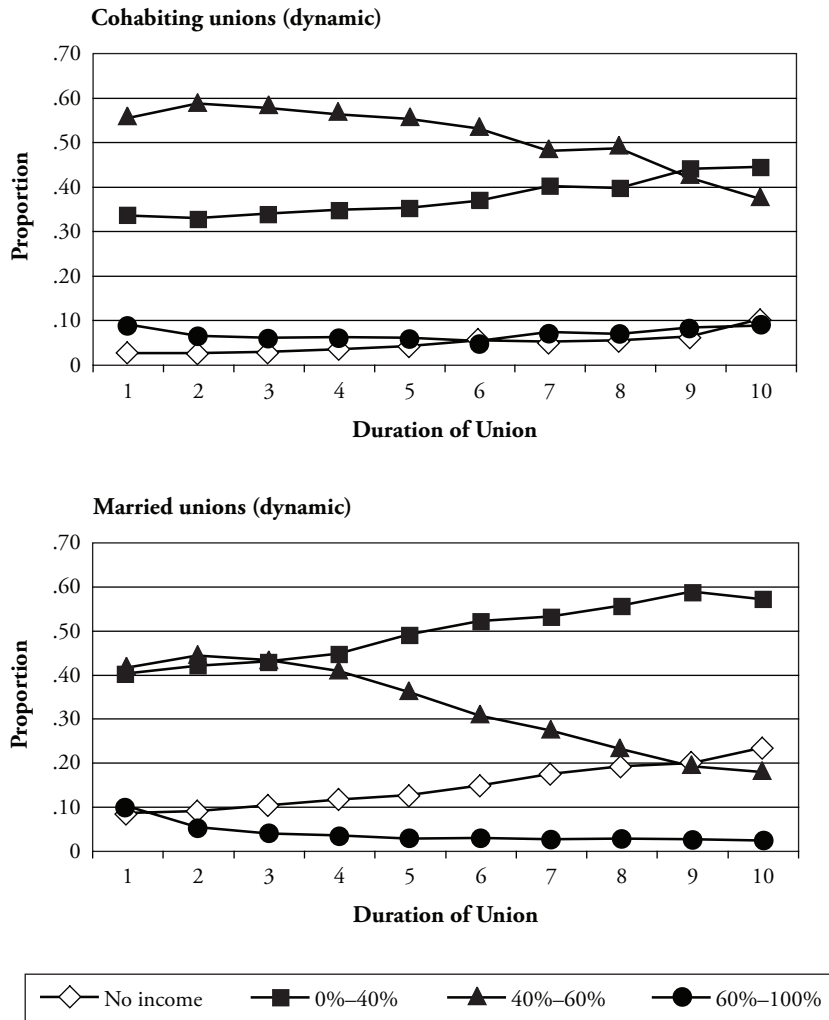 Cohabiting unions (dynamic)
.70
.60
.50
.40
.30
.20
.10
0
Proportion
1 2 3 4 5 6 7 8 9 10
Duration of Union
Married unions (dynamic)
.70
.60
.50
.40
.30
.20
.10
0
Proportion
1 2 3 4 5 6 7 8 9 10
Duration of Union
No income 0%–40% 40%–60% 60%–100%